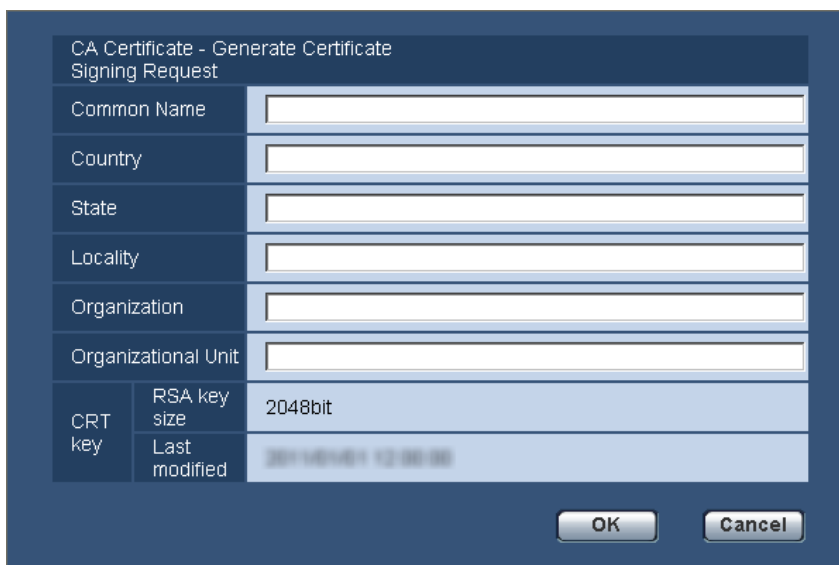 CA Certificate - Generate Certificate
Signing Request
Common Name
Country
State
Locality
Organization
Organizational Unit
CRT
key
RSA key
size
2048bit
Last
modified
OK
Cancel